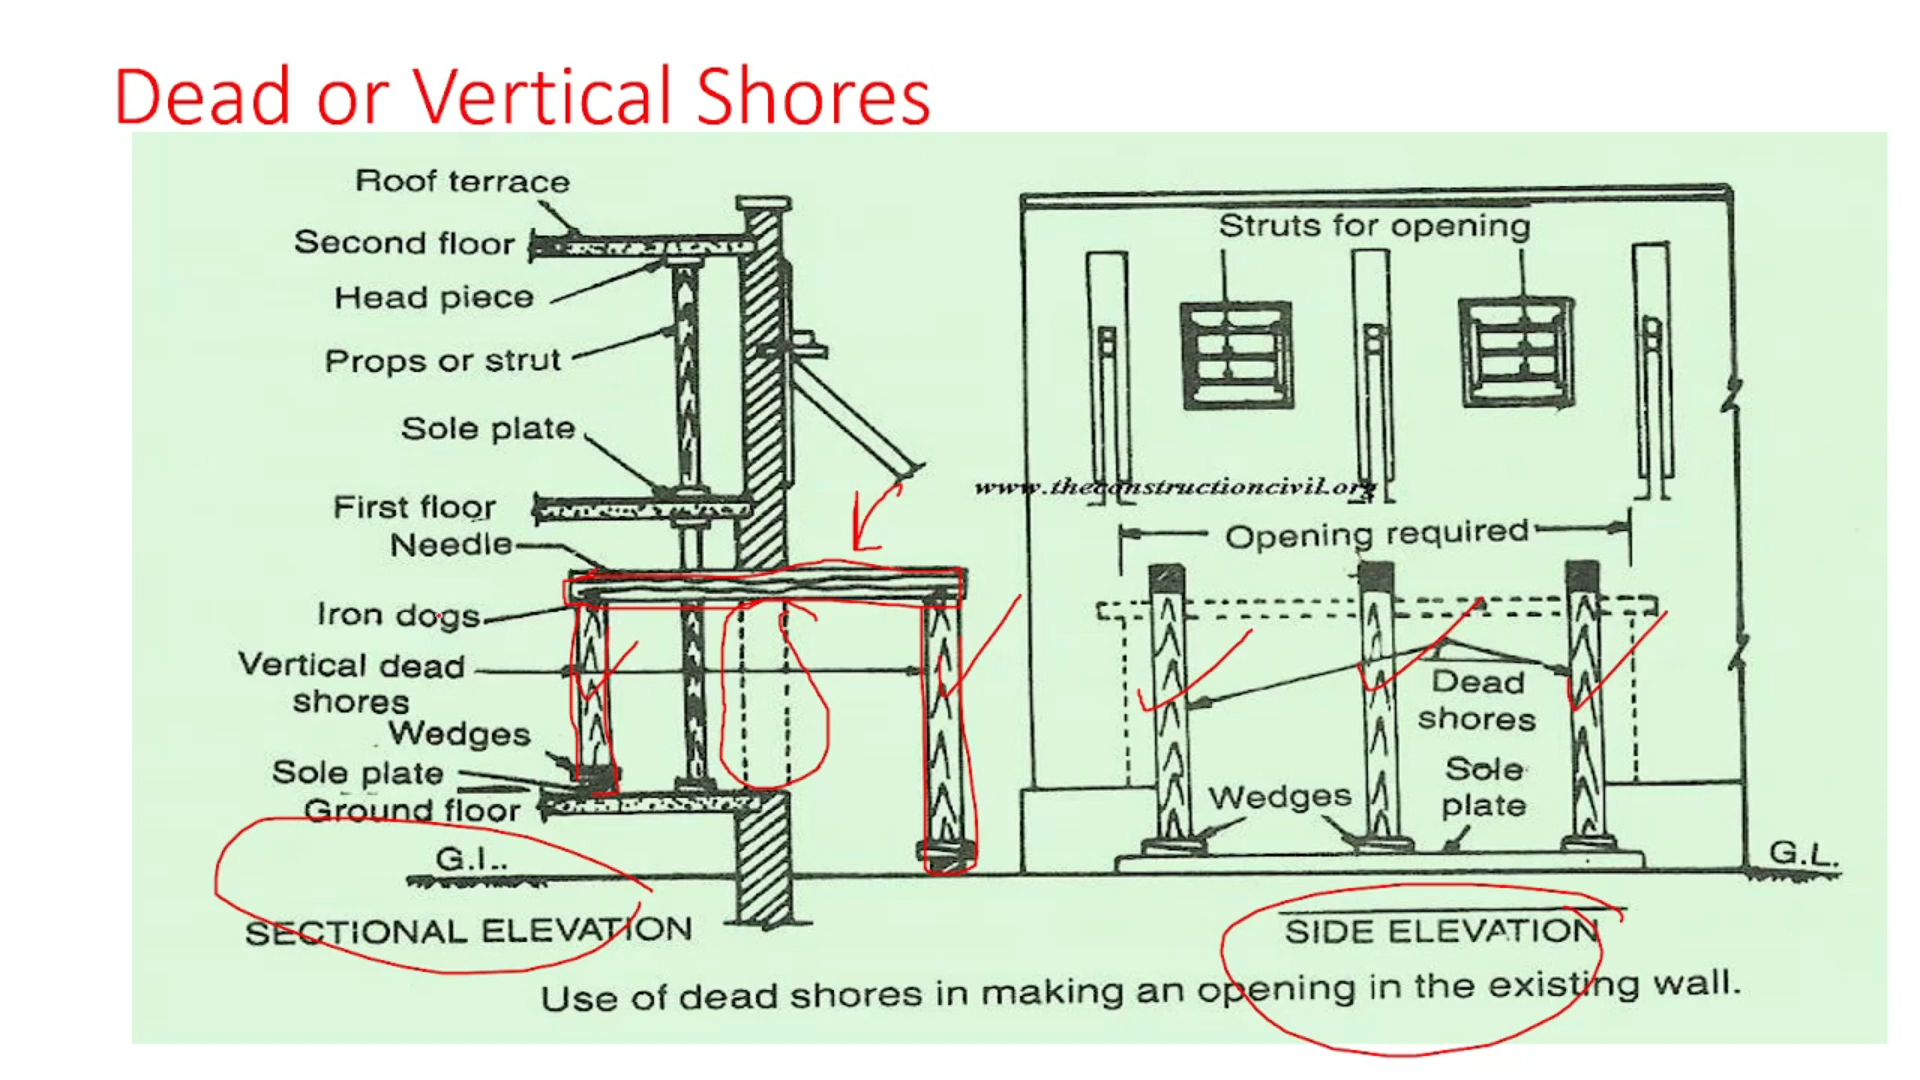 Dead or Vertical Shores
Roof terrace
Second floor
Head piece
Props or strut
Sole plate
First floor
Needle
Iron dogs
Vertical dead
shores
Wedges
Sole plate
Ground floor
G.I..
SECTIONAL ELEVATION
Struts for opening
www.theconstructioncivil.org
Opening required
Dead
shores
Sole
plate
Wedges
G.L.
SIDE ELEVATION
Use of dead shores in making an opening in the existing wall.